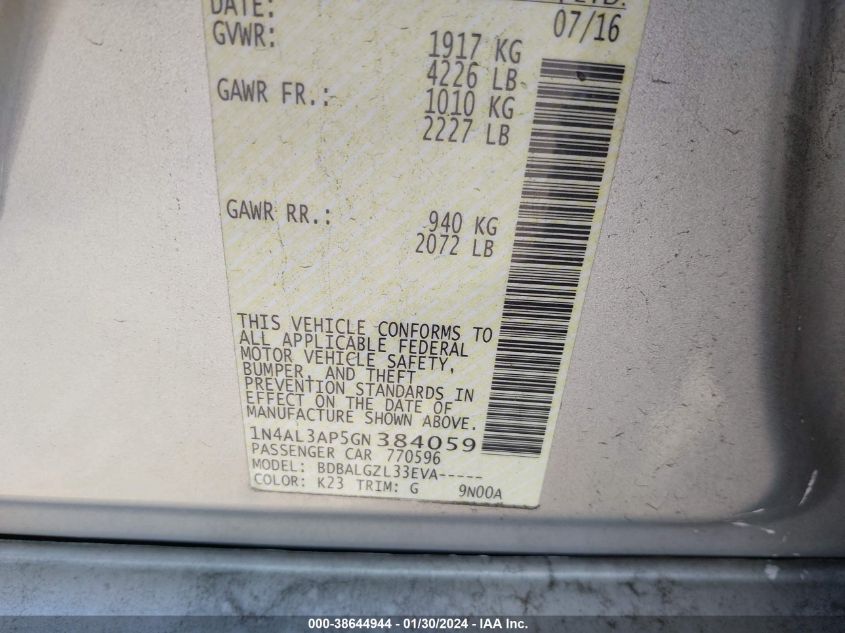 LTD.
DATE: 07/16
GVWR: 1917 KG
4226 LB
GAWR FR.: 1010 KG
2227 LB
GAWR RR.: 940 KG
2072 LB
THIS VEHICLE CONFORMS TO
ALL APPLICABLE FEDERAL
MOTOR VEHICLE SAFETY,
BUMPER, AND THEFT
PREVENTION STANDARDS IN
EFFECT ON THE DATE OF
MANUFACTURE SHOWN ABOVE.
1N4AL3AP5GN384059
PASSENGER CAR 770596
MODEL: BDBALGZL33EVA-----
COLOR: K23 TRIM: G 9N00A
000-38644944 - 01/30/2024 - IAA Inc.